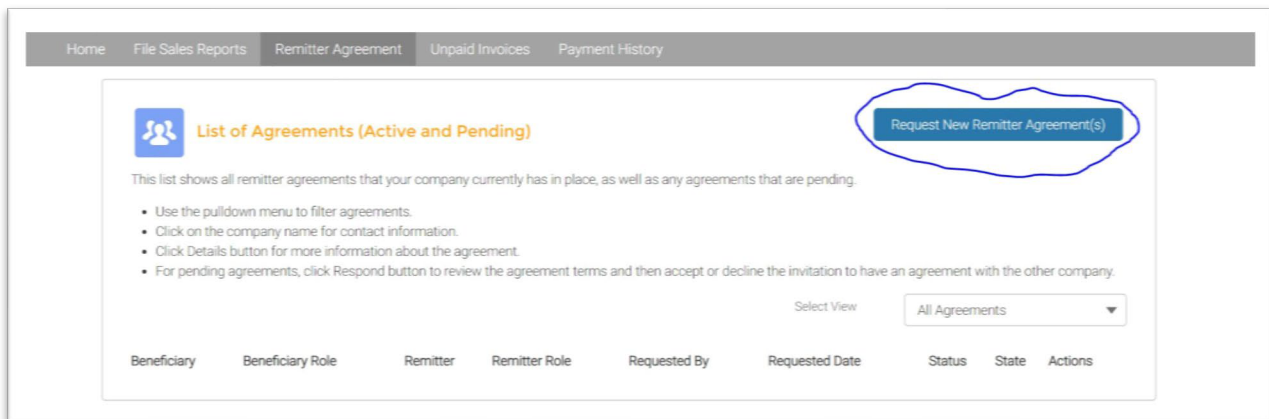 Home File Sales Reports Remitter Agreement Unpaid Invoices Payment History
List of Agreements (Active and Pending)
Request New Remitter Agreement(s)
This list shows all remitter agreements that your company currently has in place, as well as any agreements that are pending.
• Use the pulldown menu to filter agreements.
• Click on the company name for contact information.
• Click Details button for more information about the agreement.
• For pending agreements, click Respond button to review the agreement terms and then accept or decline the invitation to have an agreement with the other company.
Select View All Agreements
Beneficiary Beneficiary Role Remitter Remitter Role Requested By Requested Date Status State Actions